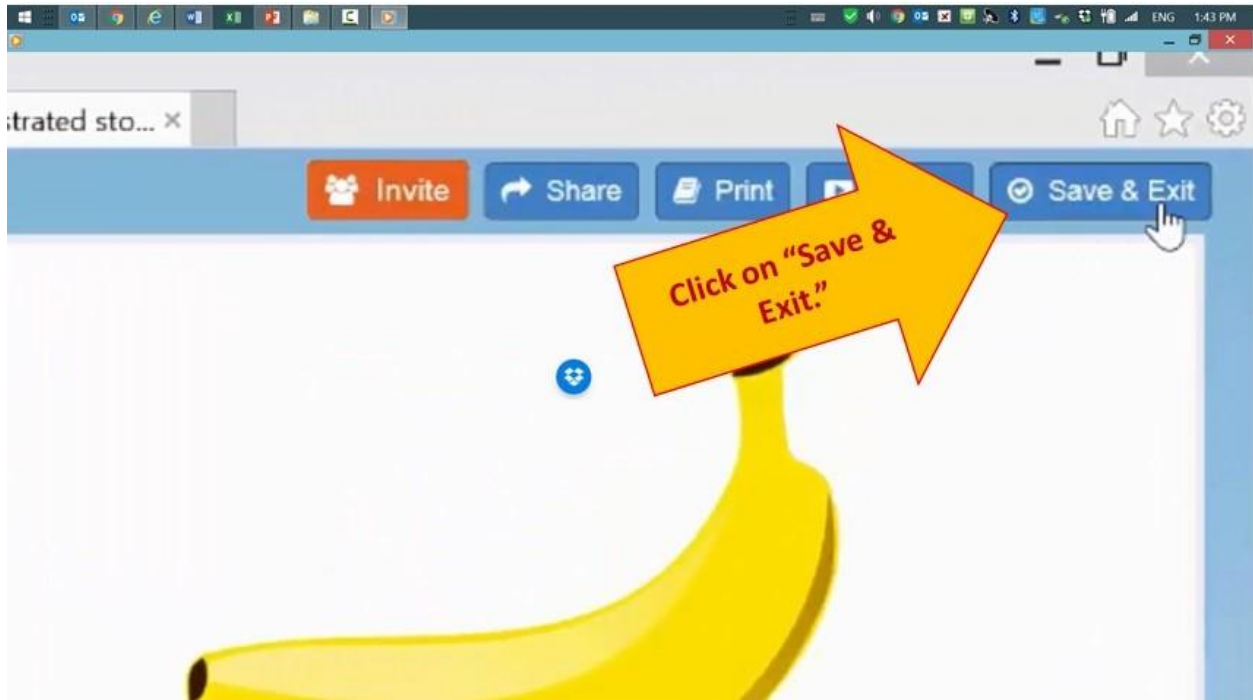 ENG 1:43 PM
strated sto...
Invite Share Print Save & Exit
Click on “Save &
Exit.”